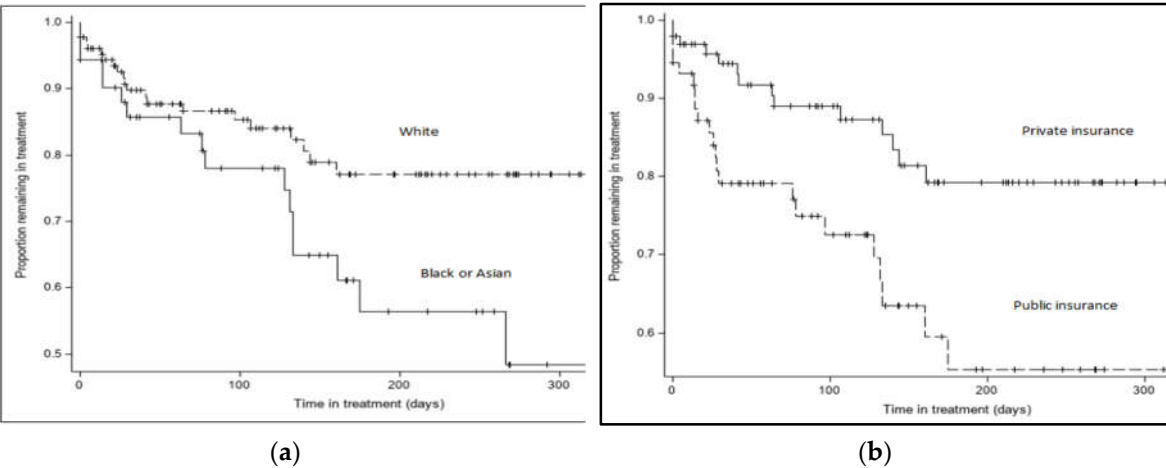 1.0
0.9
0.8
0.7
0.6
0.5
Proportion remaining in treatment
White
Black or Asian
0
100
200
300
Time in treatment (days)
(a)
1.0
0.9
0.8
0.7
0.6
Proportion remaining in treatment
Private insurance
Public insurance
0
100
200
300
Time in treatment (days)
(b)